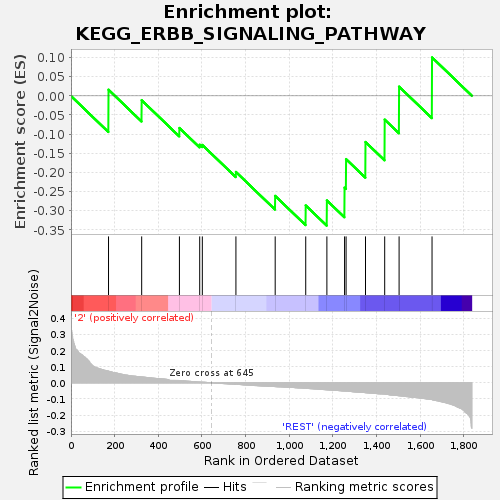 Enrichment plot:
KEGG_ERBB_SIGNALING_PATHWAY
Enrichment score (ES)
0.10
0.05
0.00
-0.05
-0.10
-0.15
-0.20
-0.25
-0.30
-0.35
'2' (positively correlated)
0.4
0.3
0.2
0.1
0.0
-0.1
-0.2
-0.3
Zero cross at 645
'REST' (negatively correlated)
Ranked list metric (Signal2Noise)
0 200 400 600 800 1,000 1,200 1,400 1,600 1,800
Rank in Ordered Dataset
Enrichment profile Hits Ranking metric scores